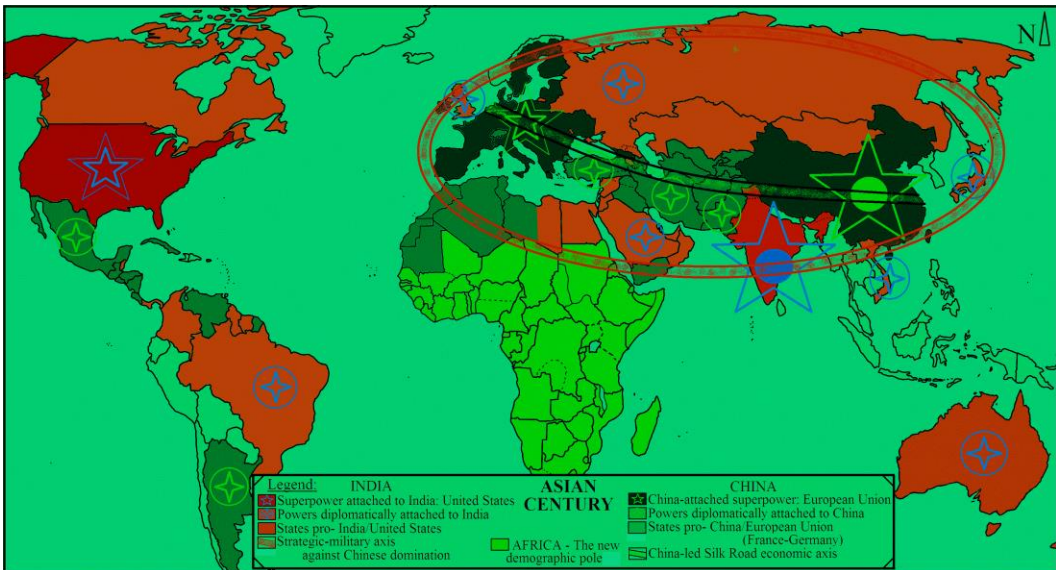 N
Legend:
INDIA
Superpower attached to India: United States
Powers diplomatically attached to India
States pro- India/United States
Strategic-military axis
against Chinese domination
ASIAN
CENTURY
AFRICA - The new
demographic pole
CHINA
China-attached superpower: European Union
Powers diplomatically attached to China
States pro- China/European Union
(France-Germany)
China-led Silk Road economic axis